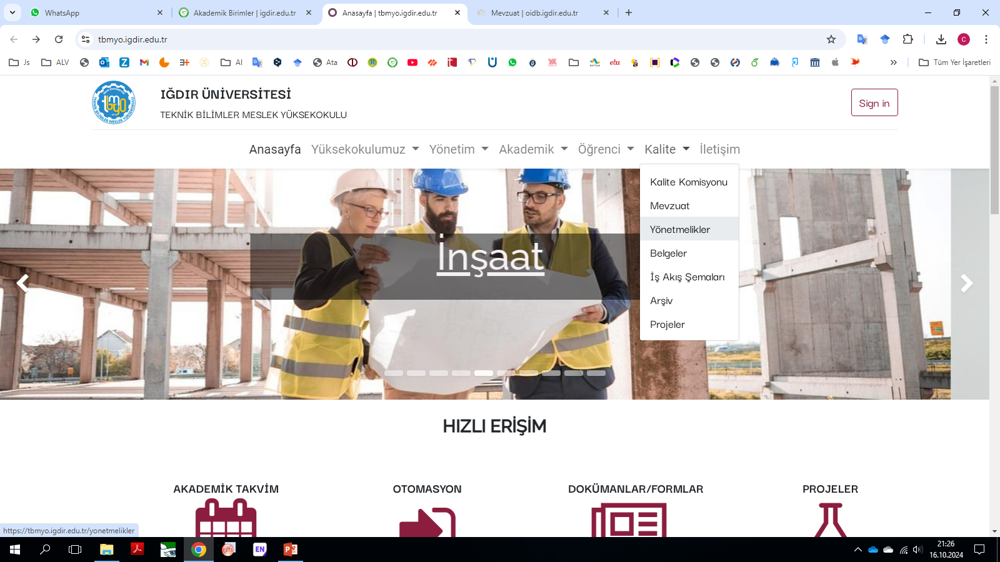 WhatsApp
Akademik Birimler | igdir.edu.tr
Anasayfa | tbmyo.igdir.edu.tr
Mevzuat | oidb.igdir.edu.tr
tbmyo.igdir.edu.tr
C
Js
ALV
AI
Ata
eba
Tüm Yer İşaretleri
IĞDIR ÜNİVERSİTESİ
TEKNİK BİLİMLER MESLEK YÜKSEKOKULU
Sign in
Anasayfa Yüksekokulumuz Yönetim Akademik Öğrenci Kalite İletişim
Kalite Komisyonu
Mevzuat
Yönetmelikler
Belgeler
İş Akış Şemaları
Arşiv
Projeler
İnşaat
HIZLI ERİŞİM
AKADEMİK TAKVİM
OTOMASYON
DOKÜMANLAR/FORMLAR
PROJELER
https://tbmyo.igdir.edu.tr/yonetmelikler
EN
21:26
16.10.2024